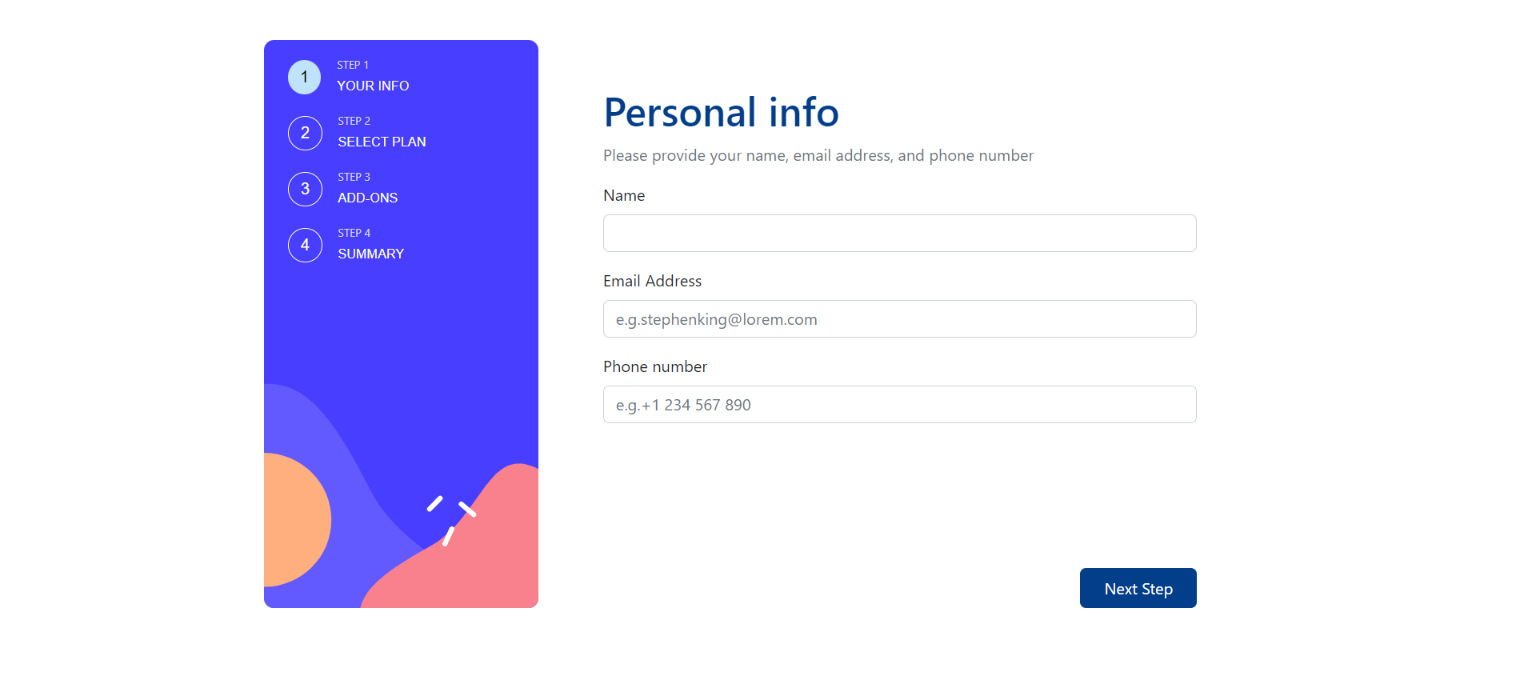 1
STEP 1
YOUR INFO
2
STEP 2
SELECT PLAN
3
STEP 3
ADD-ONS
4
STEP 4
SUMMARY
Personal info
Please provide your name, email address, and phone number
Name
Email Address
e.g.stephenking@lorem.com
Phone number
e.g.+1 234 567 890
Next Step